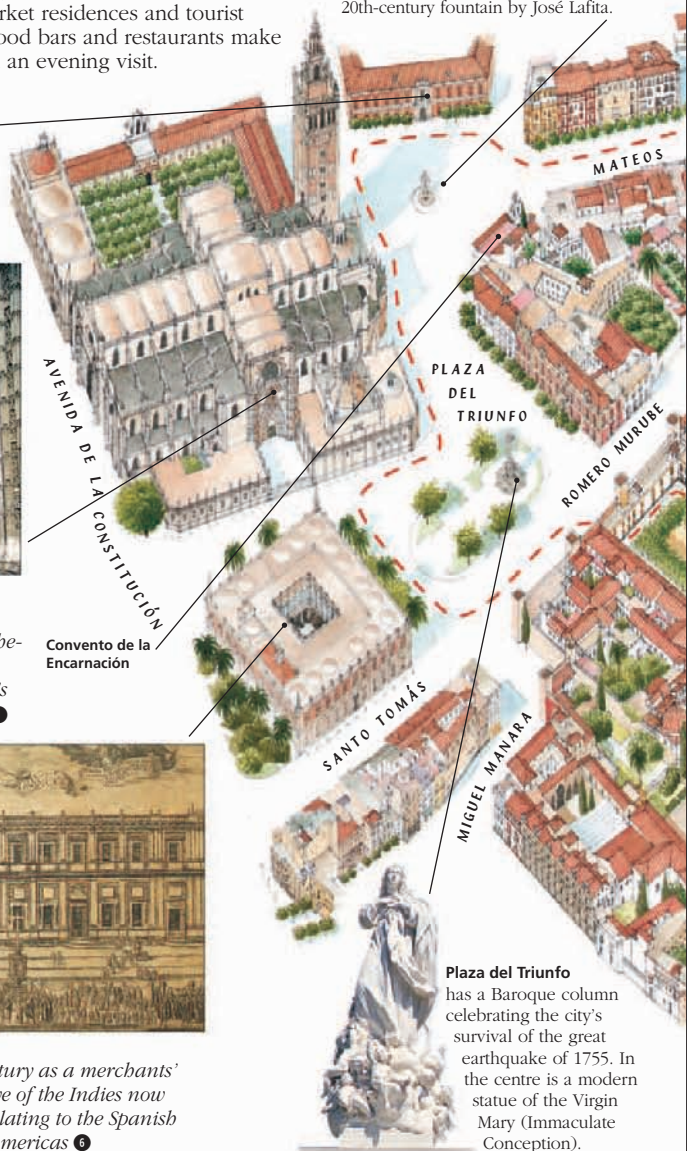 rket residences and tourist
ood bars and restaurants make
an evening visit.
20th-century fountain by José Lafita.
MATEOS
PLAZA
DEL
TRIUNFO
ROMERO MURUBE
AVENIDA DE LA CONSTITUCIÓN
he-
s
Convento de la
Encarnación
SANTO TOMÁS
MIGUEL MANARA
Plaza del Triunfo
has a Baroque column
celebrating the city's
survival of the great
earthquake of 1755. In
the centre is a modern
statue of the Virgin
Mary (Immaculate
Conception).
tury as a merchants'
ve of the Indies now
lating to the Spanish
mericas 6